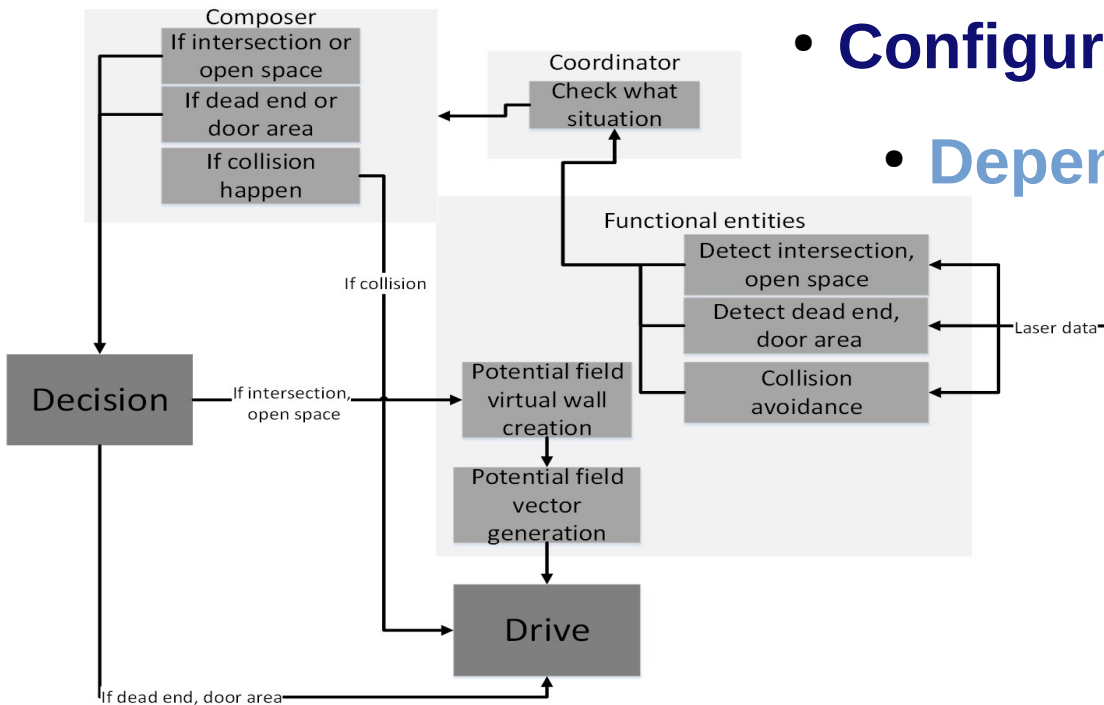 Composer
If intersection or
open space
If dead end or
door area
If collision
happen
Coordinator
Check what
situation
• Configur
• Deper
Functional entities
Detect intersection,
open space
Detect dead end,
door area
Collision
avoidance
Laser data
If collision
Decision
If intersection,
open space
Potential field
virtual wall
creation
Potential field
vector
generation
Drive
If dead end, door area